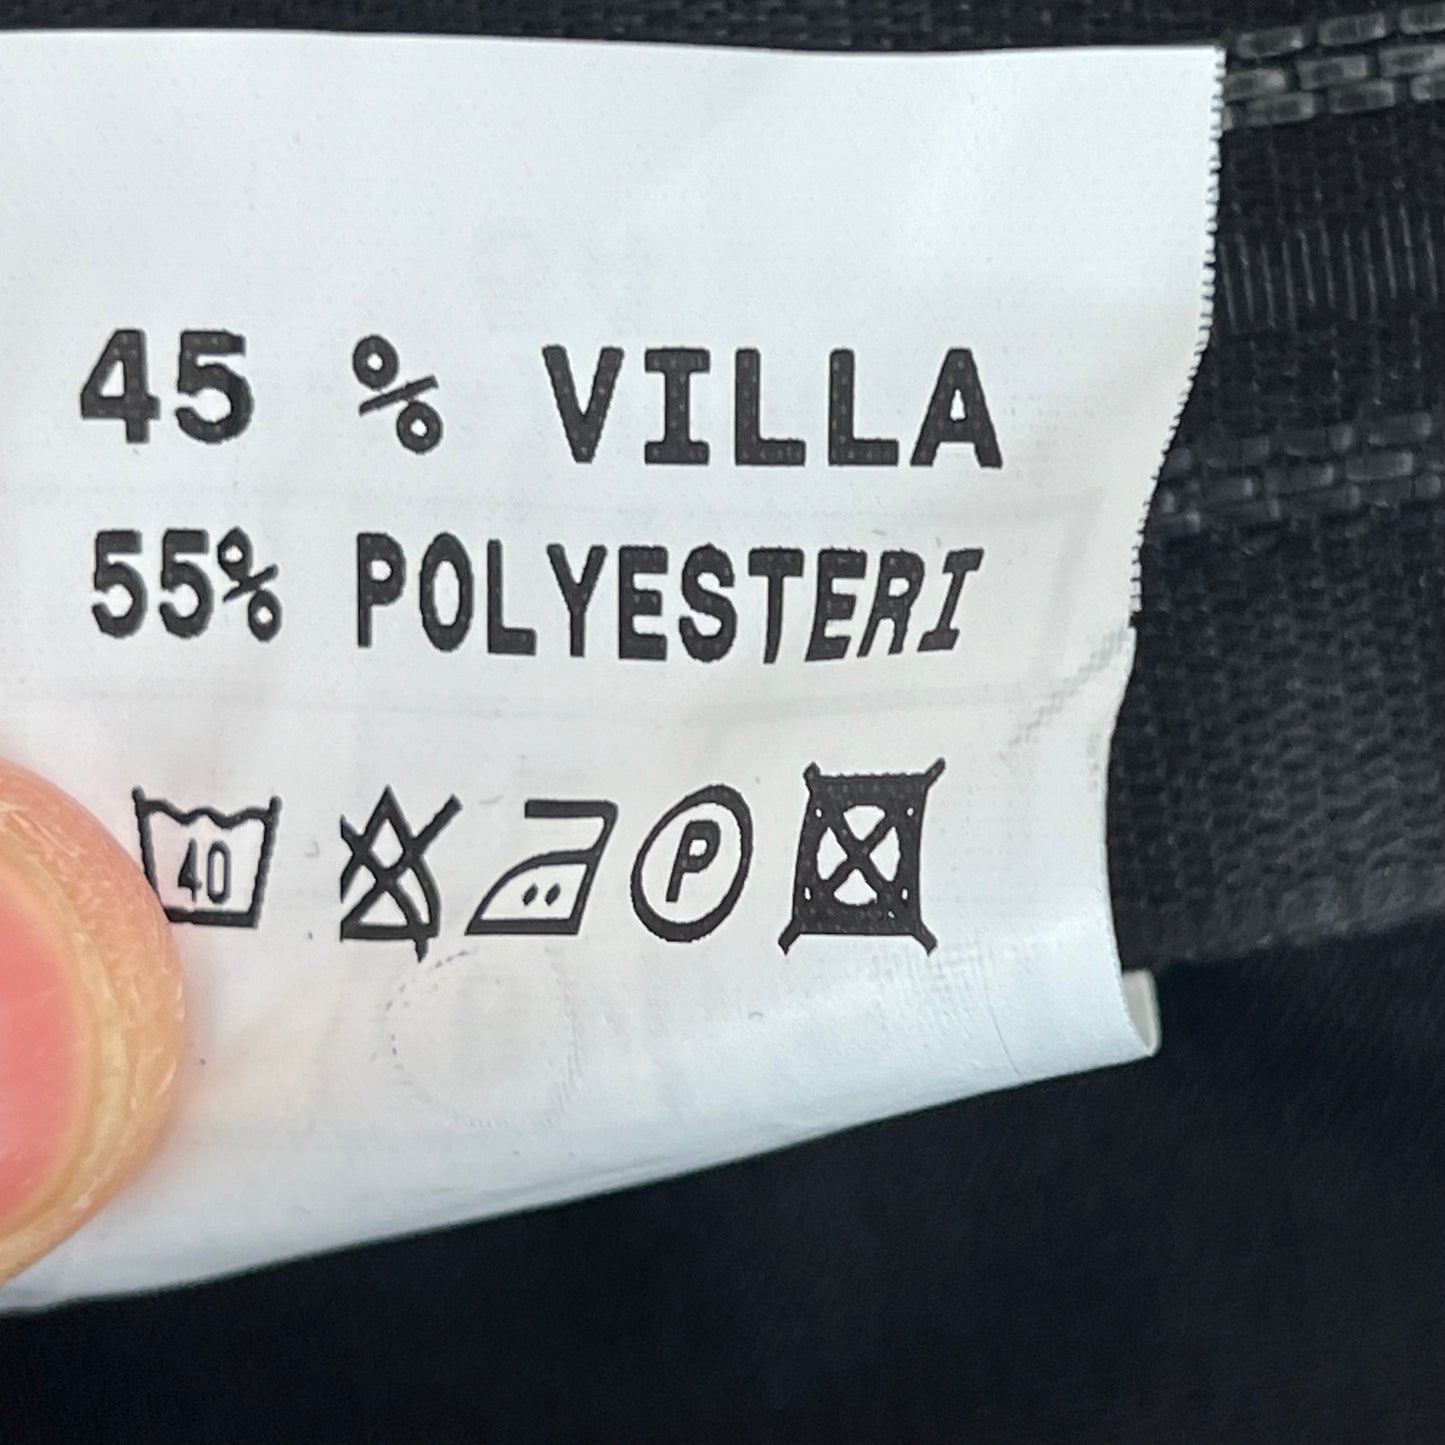 45 % VILLA
55% POLYESTERI
40 P